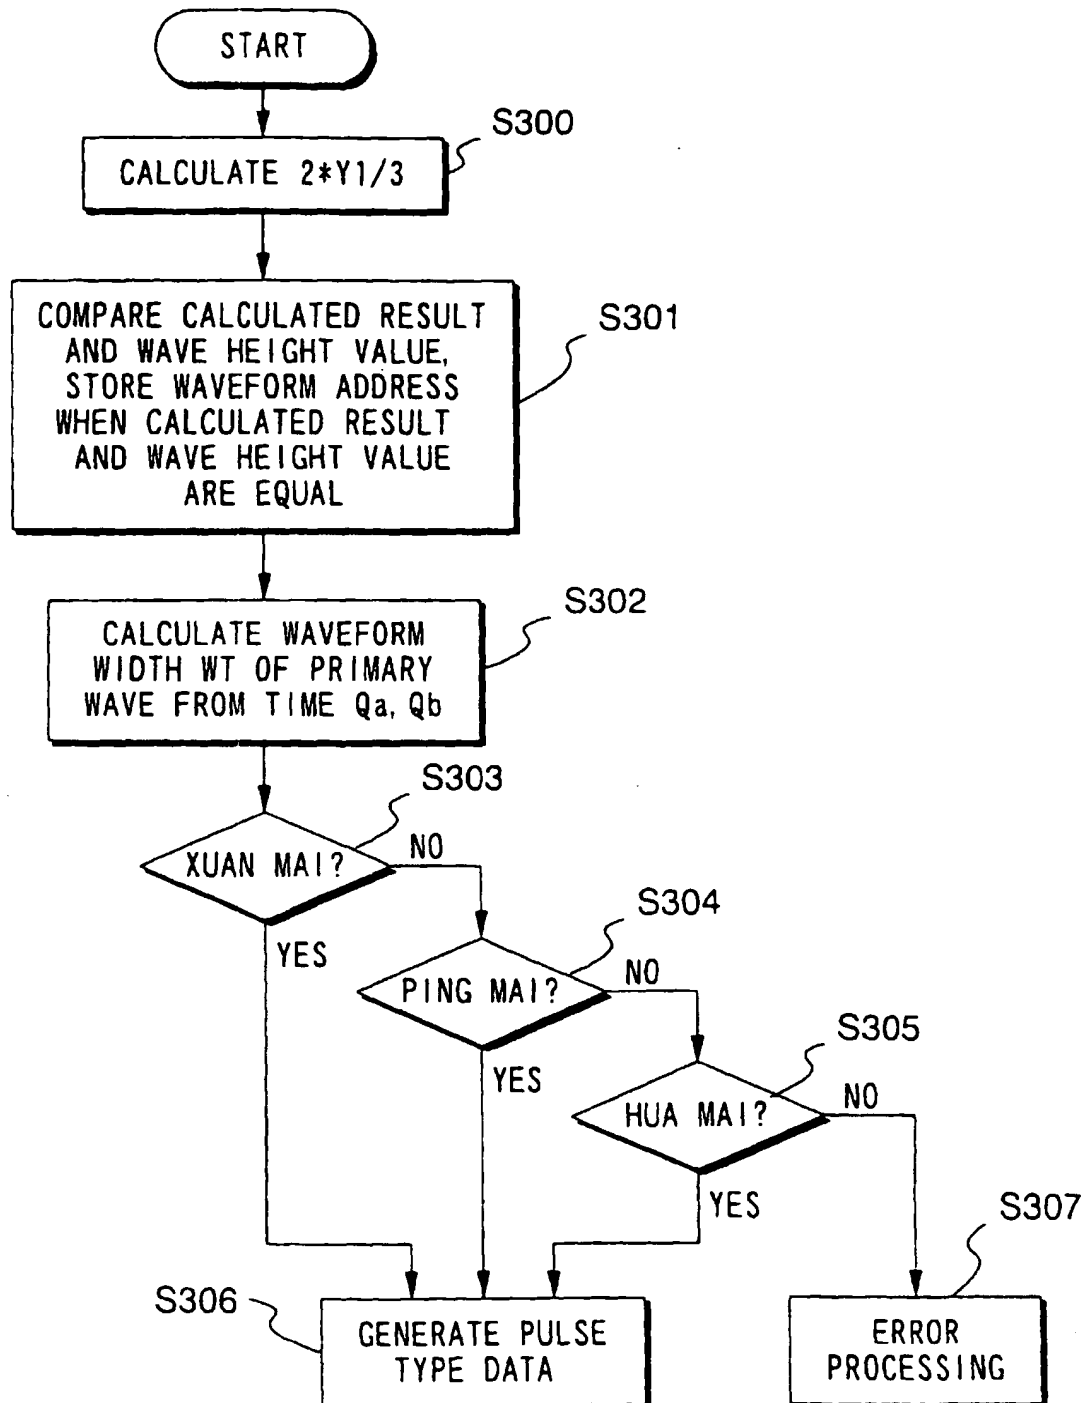 START
S300
CALCULATE 2*Y1/3
S301
COMPARE CALCULATED RESULT
AND WAVE HEIGHT VALUE,
STORE WAVEFORM ADDRESS
WHEN CALCULATED RESULT
AND WAVE HEIGHT VALUE
ARE EQUAL
S302
CALCULATE WAVEFORM
WIDTH WT OF PRIMARY
WAVE FROM TIME Qa, Qb
S303
XUAN MAI?
NO
YES
S304
PING MAI?
NO
YES
S305
HUA MAI?
NO
YES
S306
GENERATE PULSE
TYPE DATA
S307
ERROR
PROCESSING